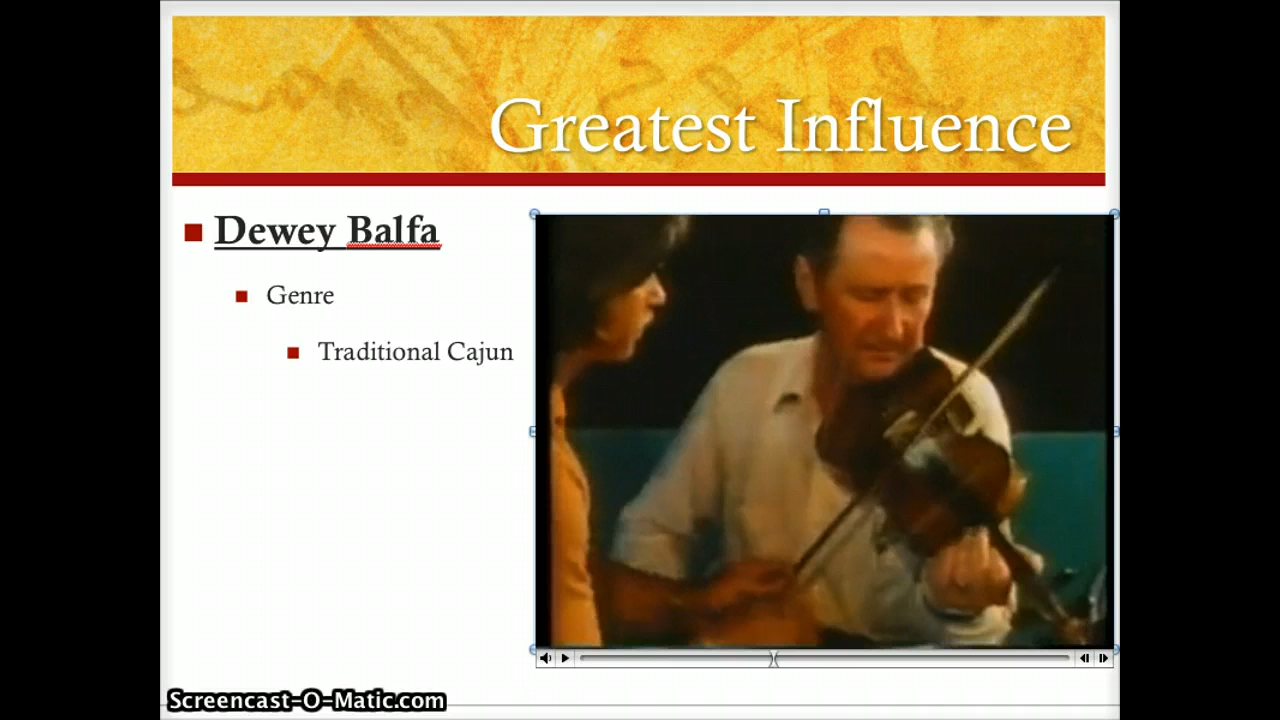 Greatest Influence
Dewey Balfa
Genre
Traditional Cajun
Screencast-O-Matic.com